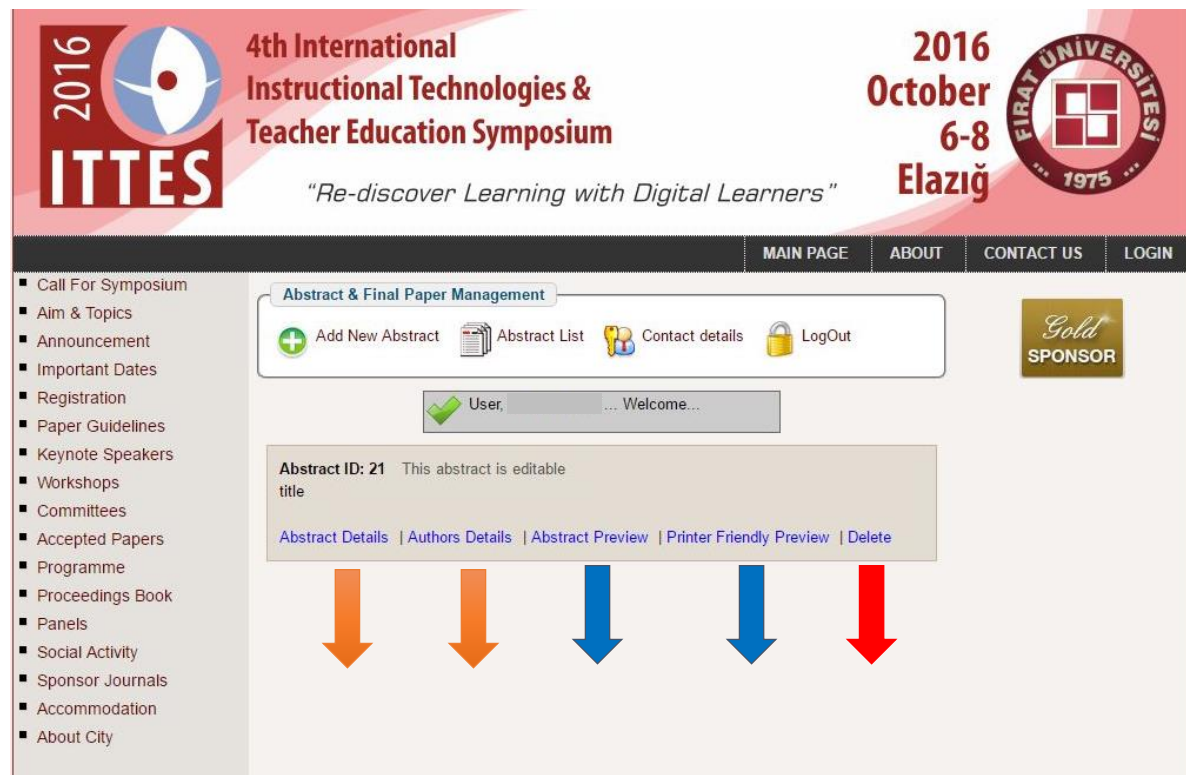 2016
ITTES
4th International
Instructional Technologies &
Teacher Education Symposium
"Re-discover Learning with Digital Learners"
2016
October
6-8
Elazığ
FIRAT ÜNİVERSİTESİ
1975
MAIN PAGE ABOUT CONTACT US LOGIN
Call For Symposium
Aim & Topics
Announcement
Important Dates
Registration
Paper Guidelines
Keynote Speakers
Workshops
Committees
Accepted Papers
Programme
Proceedings Book
Panels
Social Activity
Sponsor Journals
Accommodation
About City
Abstract & Final Paper Management
Add New Abstract Abstract List Contact details LogOut
User, ... Welcome...
Abstract ID: 21 This abstract is editable
title
Abstract Details | Authors Details | Abstract Preview | Printer Friendly Preview | Delete
Gold
SPONSOR